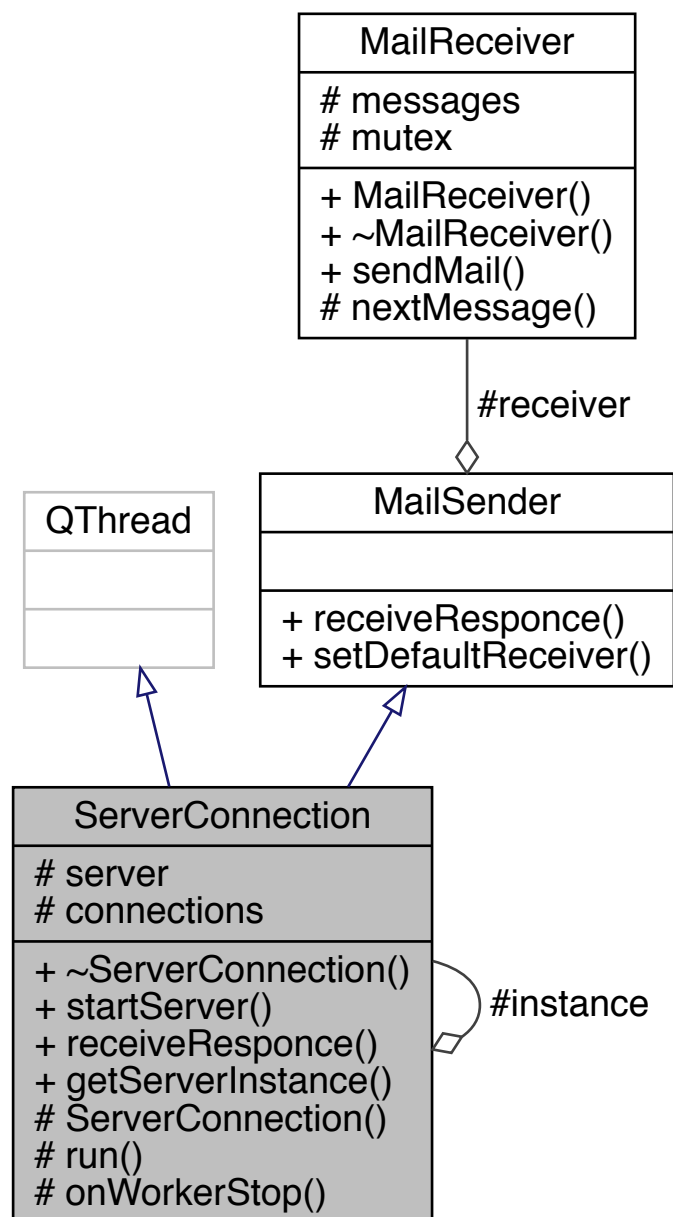 MailReceiver
# messages
# mutex
+ MailReceiver()
+ ~MailReceiver()
+ sendMail()
# nextMessage()
#receiver
QThread
MailSender
+ receiveResponce()
+ setDefaultReceiver()
ServerConnection
# server
# connections
+ ~ServerConnection()
+ startServer()
+ receiveResponce()
+ getServerInstance()
# ServerConnection()
# run()
# onWorkerStop()
#instance